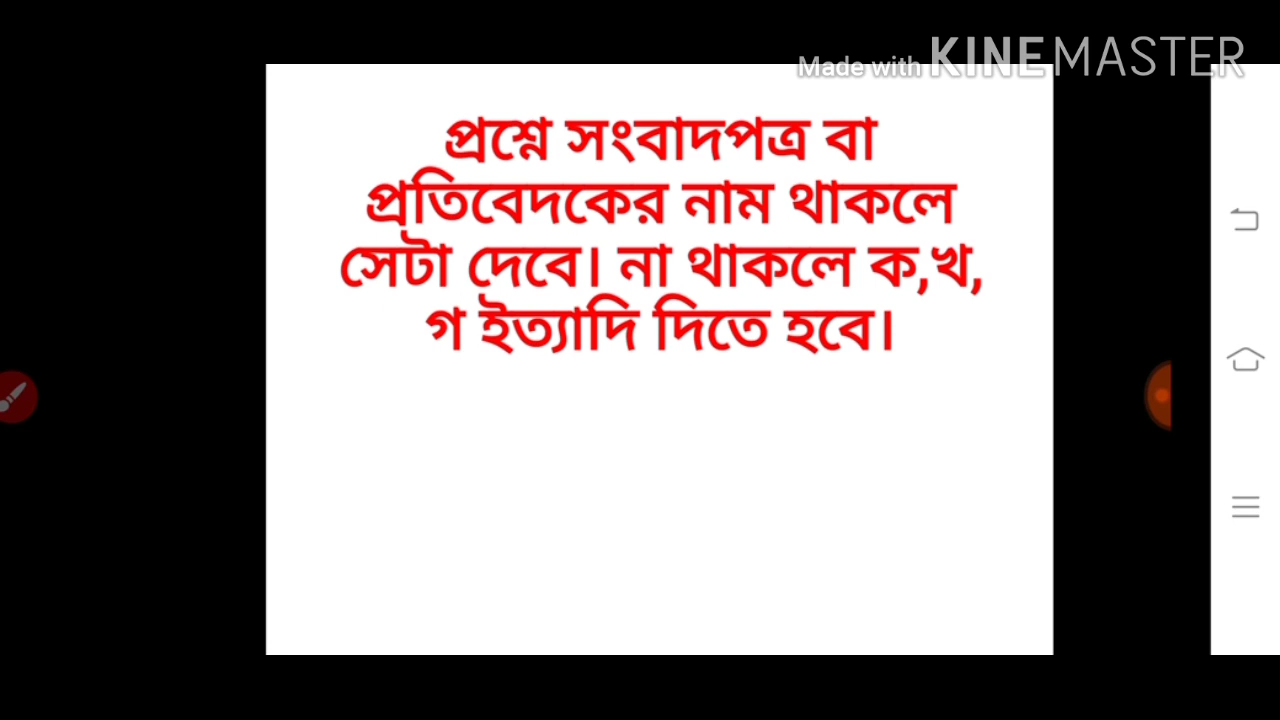 Made with KINEMASTER
প্রশ্নে সংবাদপত্র বা
প্রতিবেদকের নাম থাকলে
সেটা দেবে। না থাকলে ক,খ,
গ ইত্যাদি দিতে হবে।